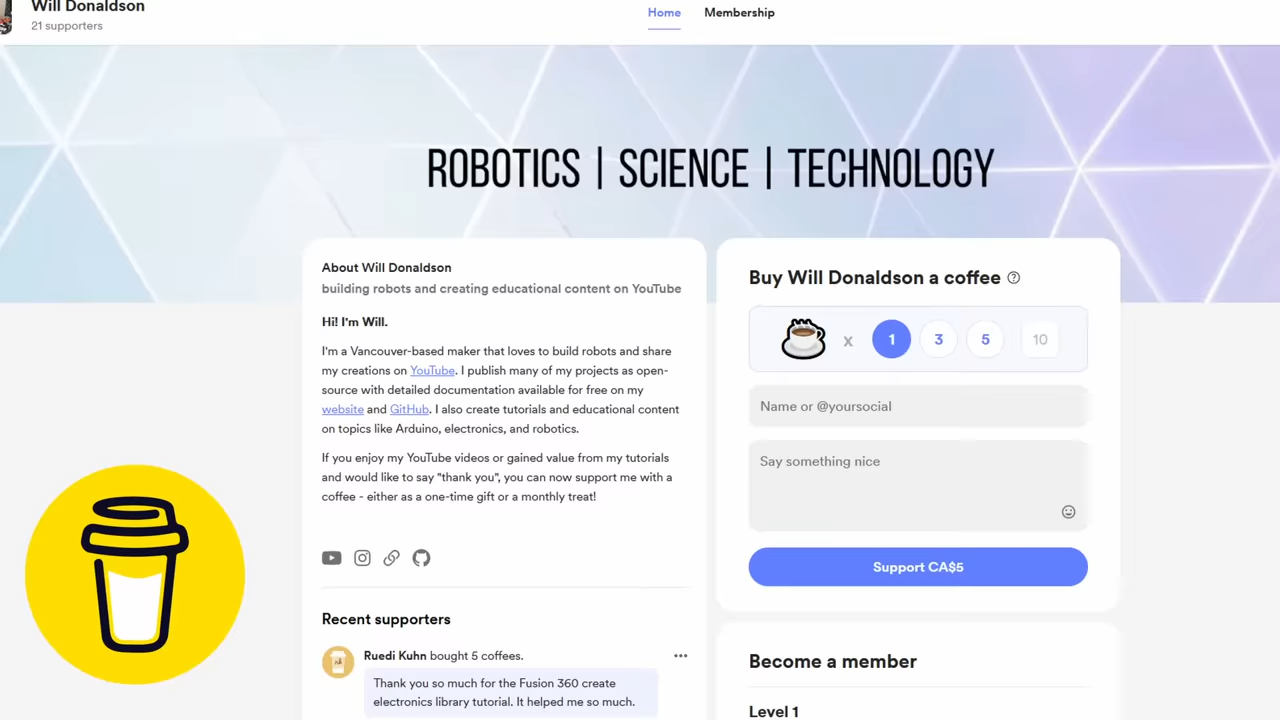 Will Donaldson
21 supporters
Home
Membership
ROBOTICS | SCIENCE | TECHNOLOGY
About Will Donaldson
building robots and creating educational content on YouTube
Hi! I'm Will.
I'm a Vancouver-based maker that loves to build robots and share
my creations on YouTube. I publish many of my projects as open-
source with detailed documentation available for free on my
website and GitHub. I also create tutorials and educational content
on topics like Arduino, electronics, and robotics.
If you enjoy my YouTube videos or gained value from my tutorials
and would like to say "thank you", you can now support me with a
coffee - either as a one-time gift or a monthly treat!
Recent supporters
Ruedi Kuhn bought 5 coffees.
Thank you so much for the Fusion 360 create
electronics library tutorial. It helped me so much.
Buy Will Donaldson a coffee
x 1 3 5 10
Name or @yoursocial
Say something nice
Support CA$5
Become a member
Level 1